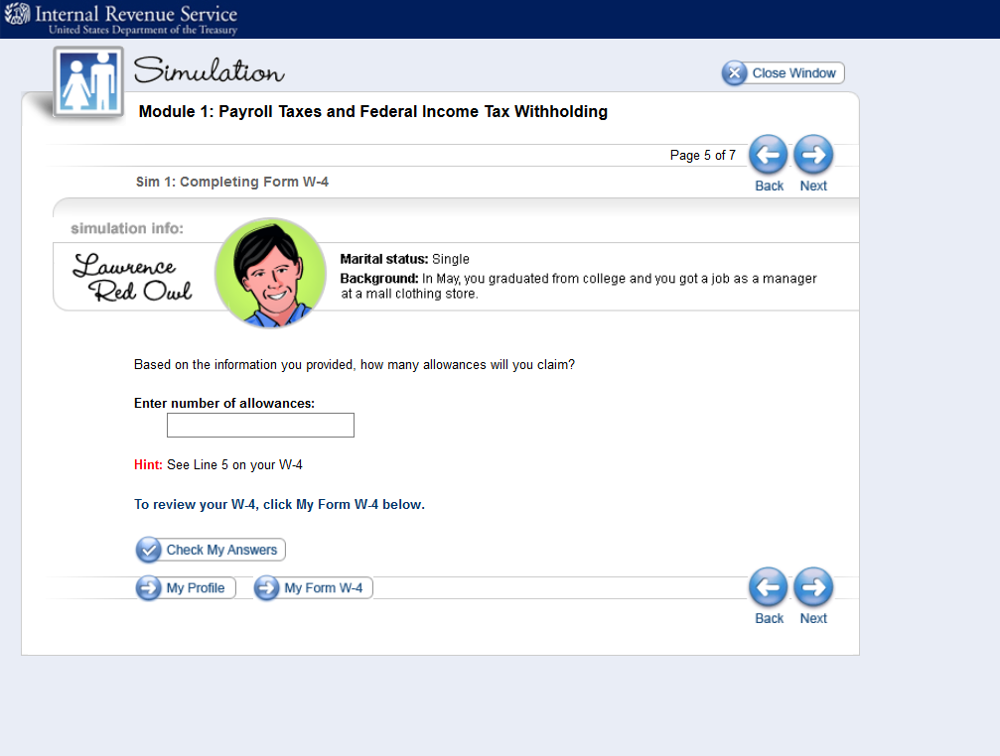 Internal Revenue Service
United States Department of the Treasury
Simulation
Close Window
Module 1: Payroll Taxes and Federal Income Tax Withholding
Page 5 of 7
Back Next
Sim 1: Completing Form W-4
simulation info:
Lawrence
Red Owl
Marital status: Single
Background: In May, you graduated from college and you got a job as a manager
at a mall clothing store.
Based on the information you provided, how many allowances will you claim?
Enter number of allowances:
Hint: See Line 5 on your W-4
To review your W-4, click My Form W-4 below.
Check My Answers
My Profile My Form W-4
Back Next